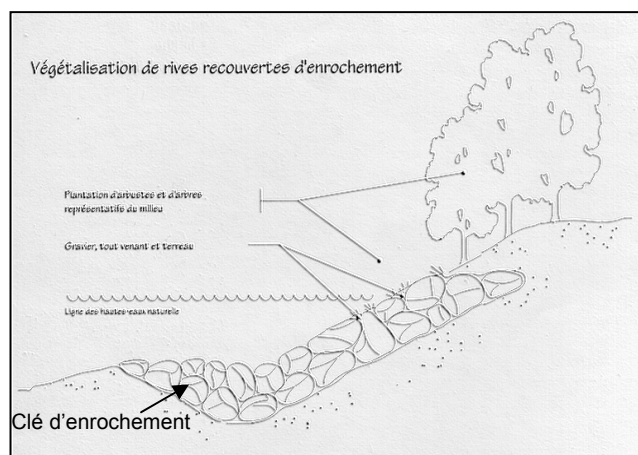 Végétalisation de rives recouvertes d'enrochement
Plantation d'arbustes et d'arbres
représentatifs du milieu
Gravier, tout venant et terreau
Ligne des hautes-eaux naturelle
Clé d'enrochement